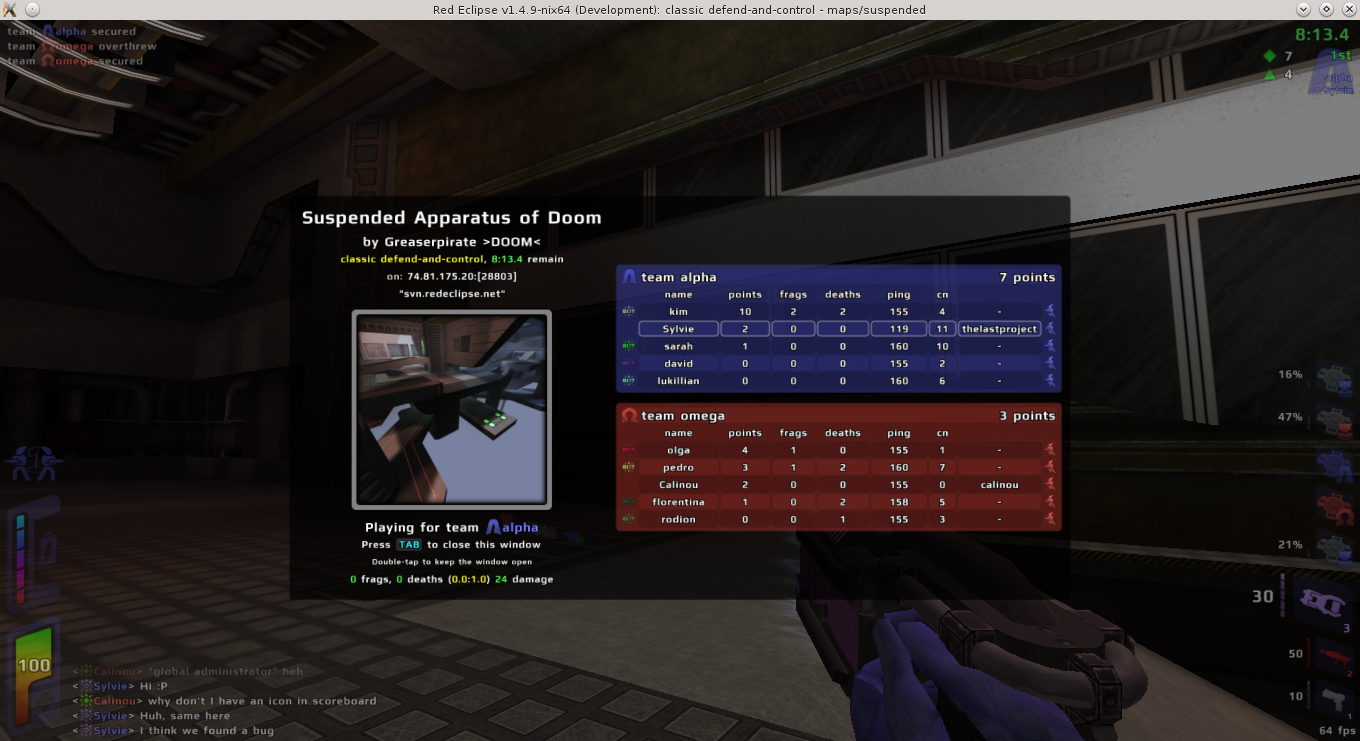 Red Eclipse v1.4.9-nix64 (Development): classic defend-and-control - maps/suspended
team alpha secured
team omega overthrew
team omega secured
8:13.4
7 1st
4 alpha
Sylvie
Suspended Apparatus of Doom
by Greaserpirate >DOOM<
classic defend-and-control, 8:13.4 remain
on: 74.81.175.20:[28803]
"svn.redeclipse.net"
Playing for team alpha
Press TAB to close this window
Double-tap to keep the window open
0 frags, 0 deaths (0.0:1.0) 24 damage
team alpha 7 points
name points frags deaths ping cn
BOT kim 10 2 2 155 4 -
Sylvie 2 0 0 119 11 thelastproject
BOT sarah 1 0 0 160 10 -
david 0 0 0 155 2 -
BOT lukillian 0 0 0 160 6 -
team omega 3 points
name points frags deaths ping cn
BOT olga 4 1 0 155 1 -
BOT pedro 3 1 2 160 7 -
Calinou 2 0 0 155 0 calinou
BOT florentina 1 0 2 158 5 -
BOT rodion 0 0 1 155 3 -
16%
47%
21%
30
3
50
2
10
1
64 fps
100
<Calinou> "global administrator" heh
<Sylvie> Hi :P
<Calinou> why don't I have an icon in scoreboard
<Sylvie> Huh, same here
<Sylvie> I think we found a bug